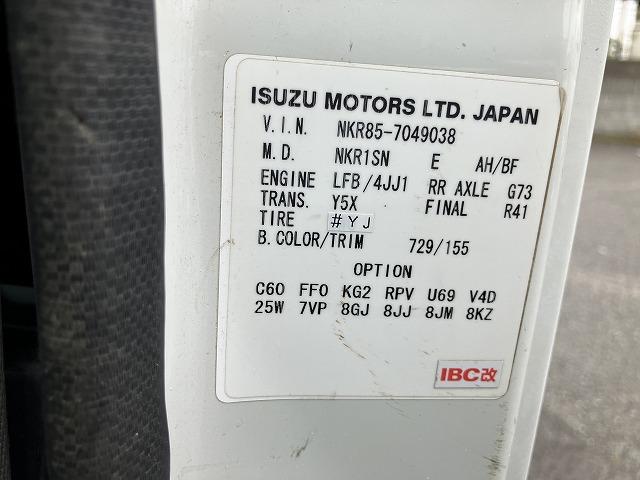 ISUZU MOTORS LTD. JAPAN
V.I.N. NKR85-7049038
M.D. NKR1SN E AH/BF
ENGINE LFB/4JJ1 RR AXLE G73
TRANS. Y5X FINAL R41
TIRE #YJ
B.COLOR/TRIM 729/155
OPTION
C60 FF0 KG2 RPV U69 V4D
25W 7VP 8GJ 8JJ 8JM 8KZ
IBC改